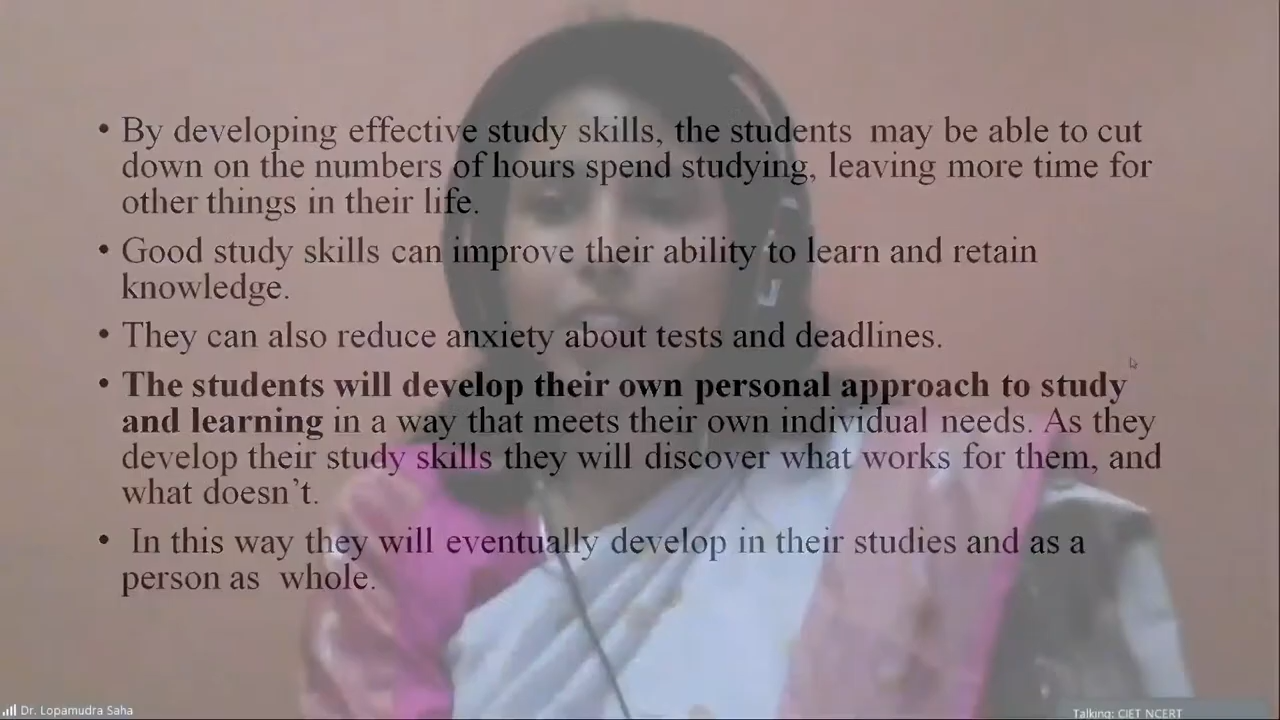 • By developing effective study skills, the students may be able to cut
down on the numbers of hours spend studying, leaving more time for
other things in their life.
• Good study skills can improve their ability to learn and retain
knowledge.
• They can also reduce anxiety about tests and deadlines.
• The students will develop their own personal approach to study
and learning in a way that meets their own individual needs. As they
develop their study skills they will discover what works for them, and
what doesn’t.
• In this way they will eventually develop in their studies and as a
person as whole.
Dr. Lopamudra Saha
Talking: CIET NCERT